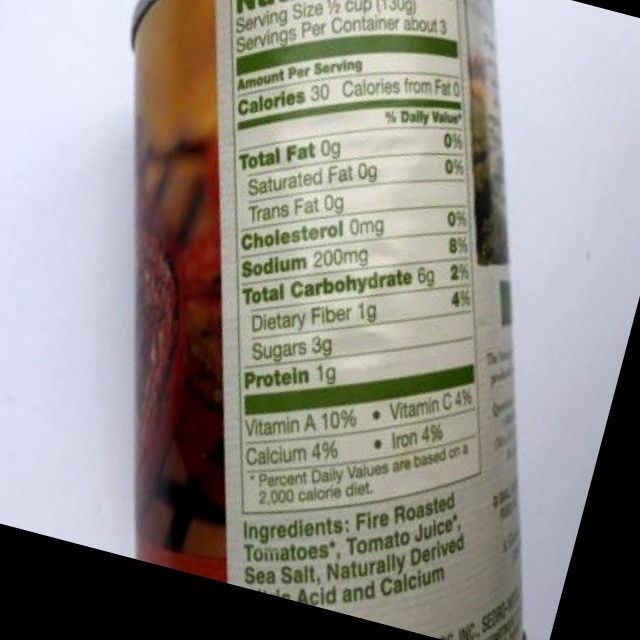 Serving Size ½ cup (130g)
Servings Per Container about 3
Amount Per Serving
Calories 30 Calories from Fat 0
% Daily Value*
Total Fat 0g 0%
Saturated Fat 0g 0%
Trans Fat 0g
Cholesterol 0mg 0%
Sodium 200mg 8%
Total Carbohydrate 6g 2%
Dietary Fiber 1g 4%
Sugars 3g
Protein 1g
Vitamin A 10% • Vitamin C 4%
Calcium 4% • Iron 4%
* Percent Daily Values are based on a
2,000 calorie diet.
Ingredients: Fire Roasted
Tomatoes*, Tomato Juice*,
Sea Salt, Naturally Derived
Acid and Calcium
INC.